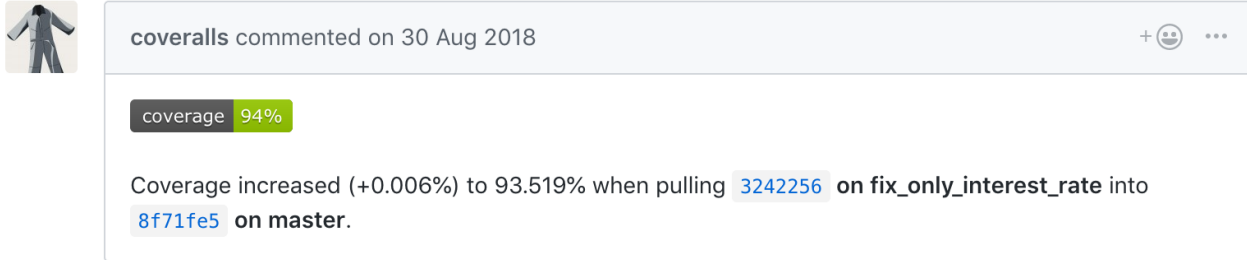 coveralls commented on 30 Aug 2018
coverage 94%
Coverage increased (+0.006%) to 93.519% when pulling 3242256 on fix_only_interest_rate into
8f71fe5 on master.